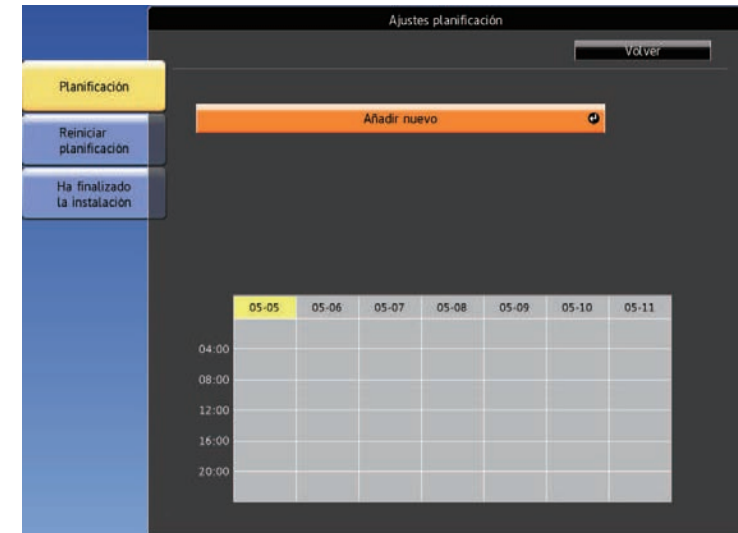 Ajustes planificación
Volver
Planificación
Reiniciar
planificación
Ha finalizado
la instalación
Añadir nuevo
05-05 05-06 05-07 05-08 05-09 05-10 05-11
04:00
08:00
12:00
16:00
20:00